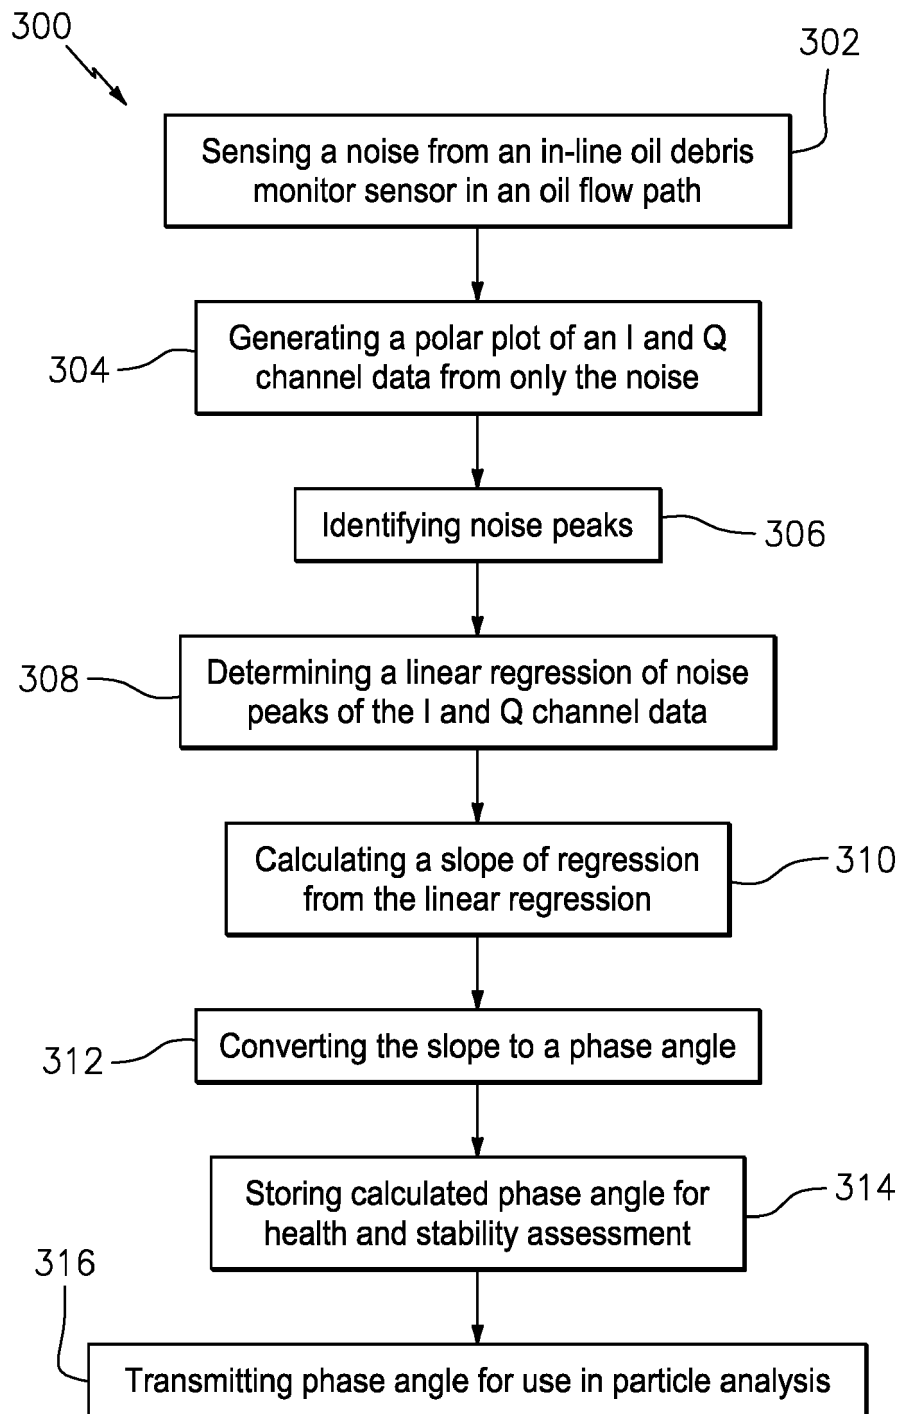 300
302
Sensing a noise from an in-line oil debris
monitor sensor in an oil flow path
Generating a polar plot of an I and Q
channel data from only the noise
304
Identifying noise peaks
306
Determining a linear regression of noise
peaks of the I and Q channel data
308
Calculating a slope of regression
from the linear regression
310
Converting the slope to a phase angle
312
Storing calculated phase angle for
health and stability assessment
314
316
Transmitting phase angle for use in particle analysis